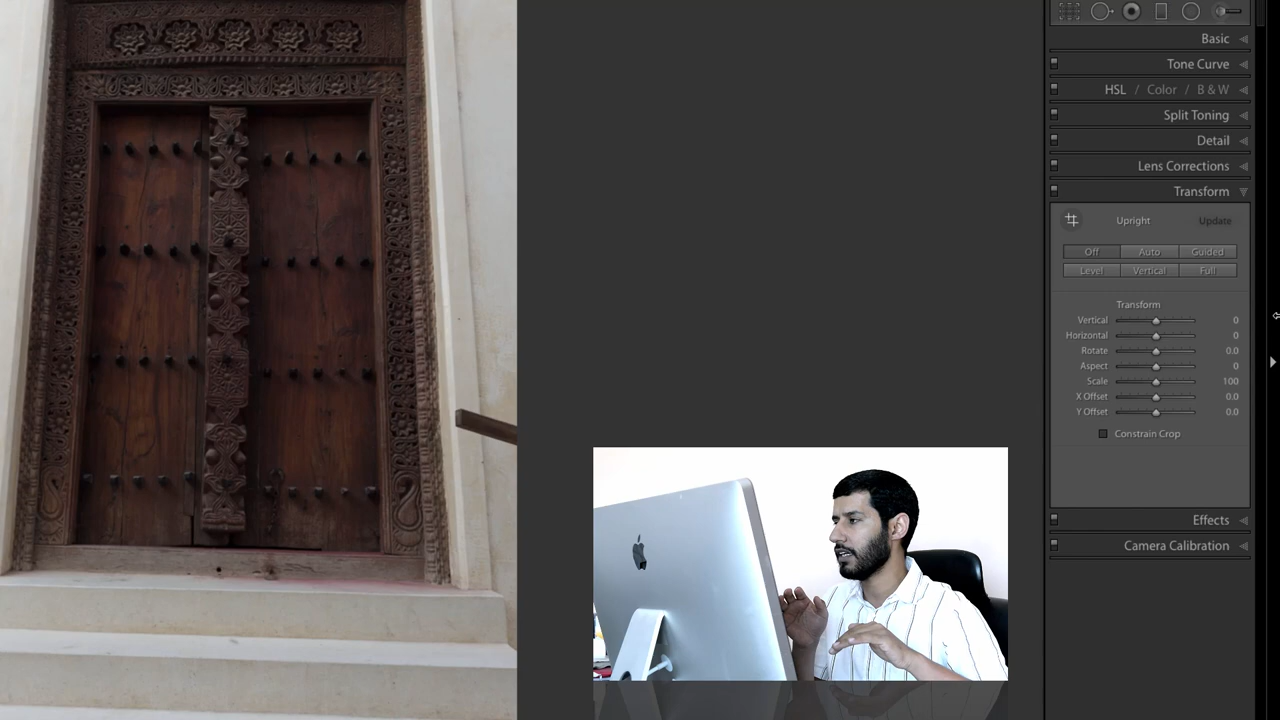 Basic
Tone Curve
HSL / Color / B & W
Split Toning
Detail
Lens Corrections
Transform
Upright Update
Off Auto Guided
Level Vertical Full
Transform
Vertical 0
Horizontal 0
Rotate 0.0
Aspect 0
Scale 100
X Offset 0.0
Y Offset 0.0
Constrain Crop
Effects
Camera Calibration